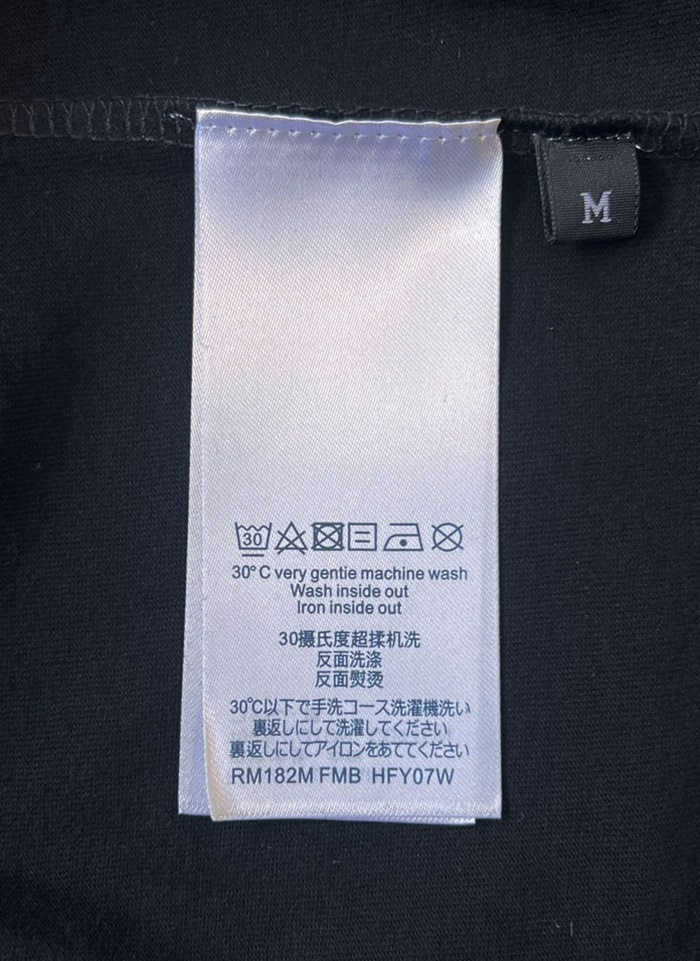 M
30
30°C very gentie machine wash
Wash inside out
Iron inside out
30摄氏度超揉机洗
反面洗涤
反面熨烫
30℃以下で手洗コース洗濯機洗い
裏返しにして洗濯してください
裏返しにしてアイロンをあててください
RM182M FMB HFY07W